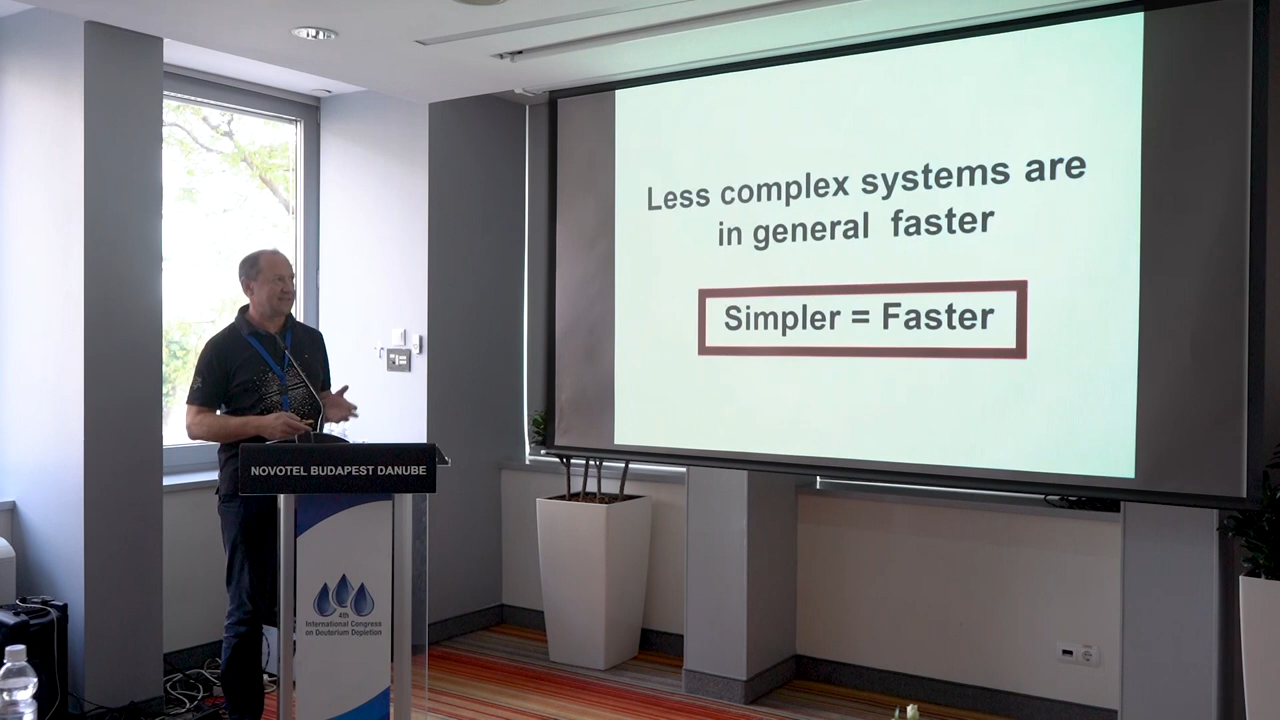 Less complex systems are
in general faster
Simpler = Faster
NOVOTEL BUDAPEST DANUBE
4th
International Congress
on Deuterium Depletion